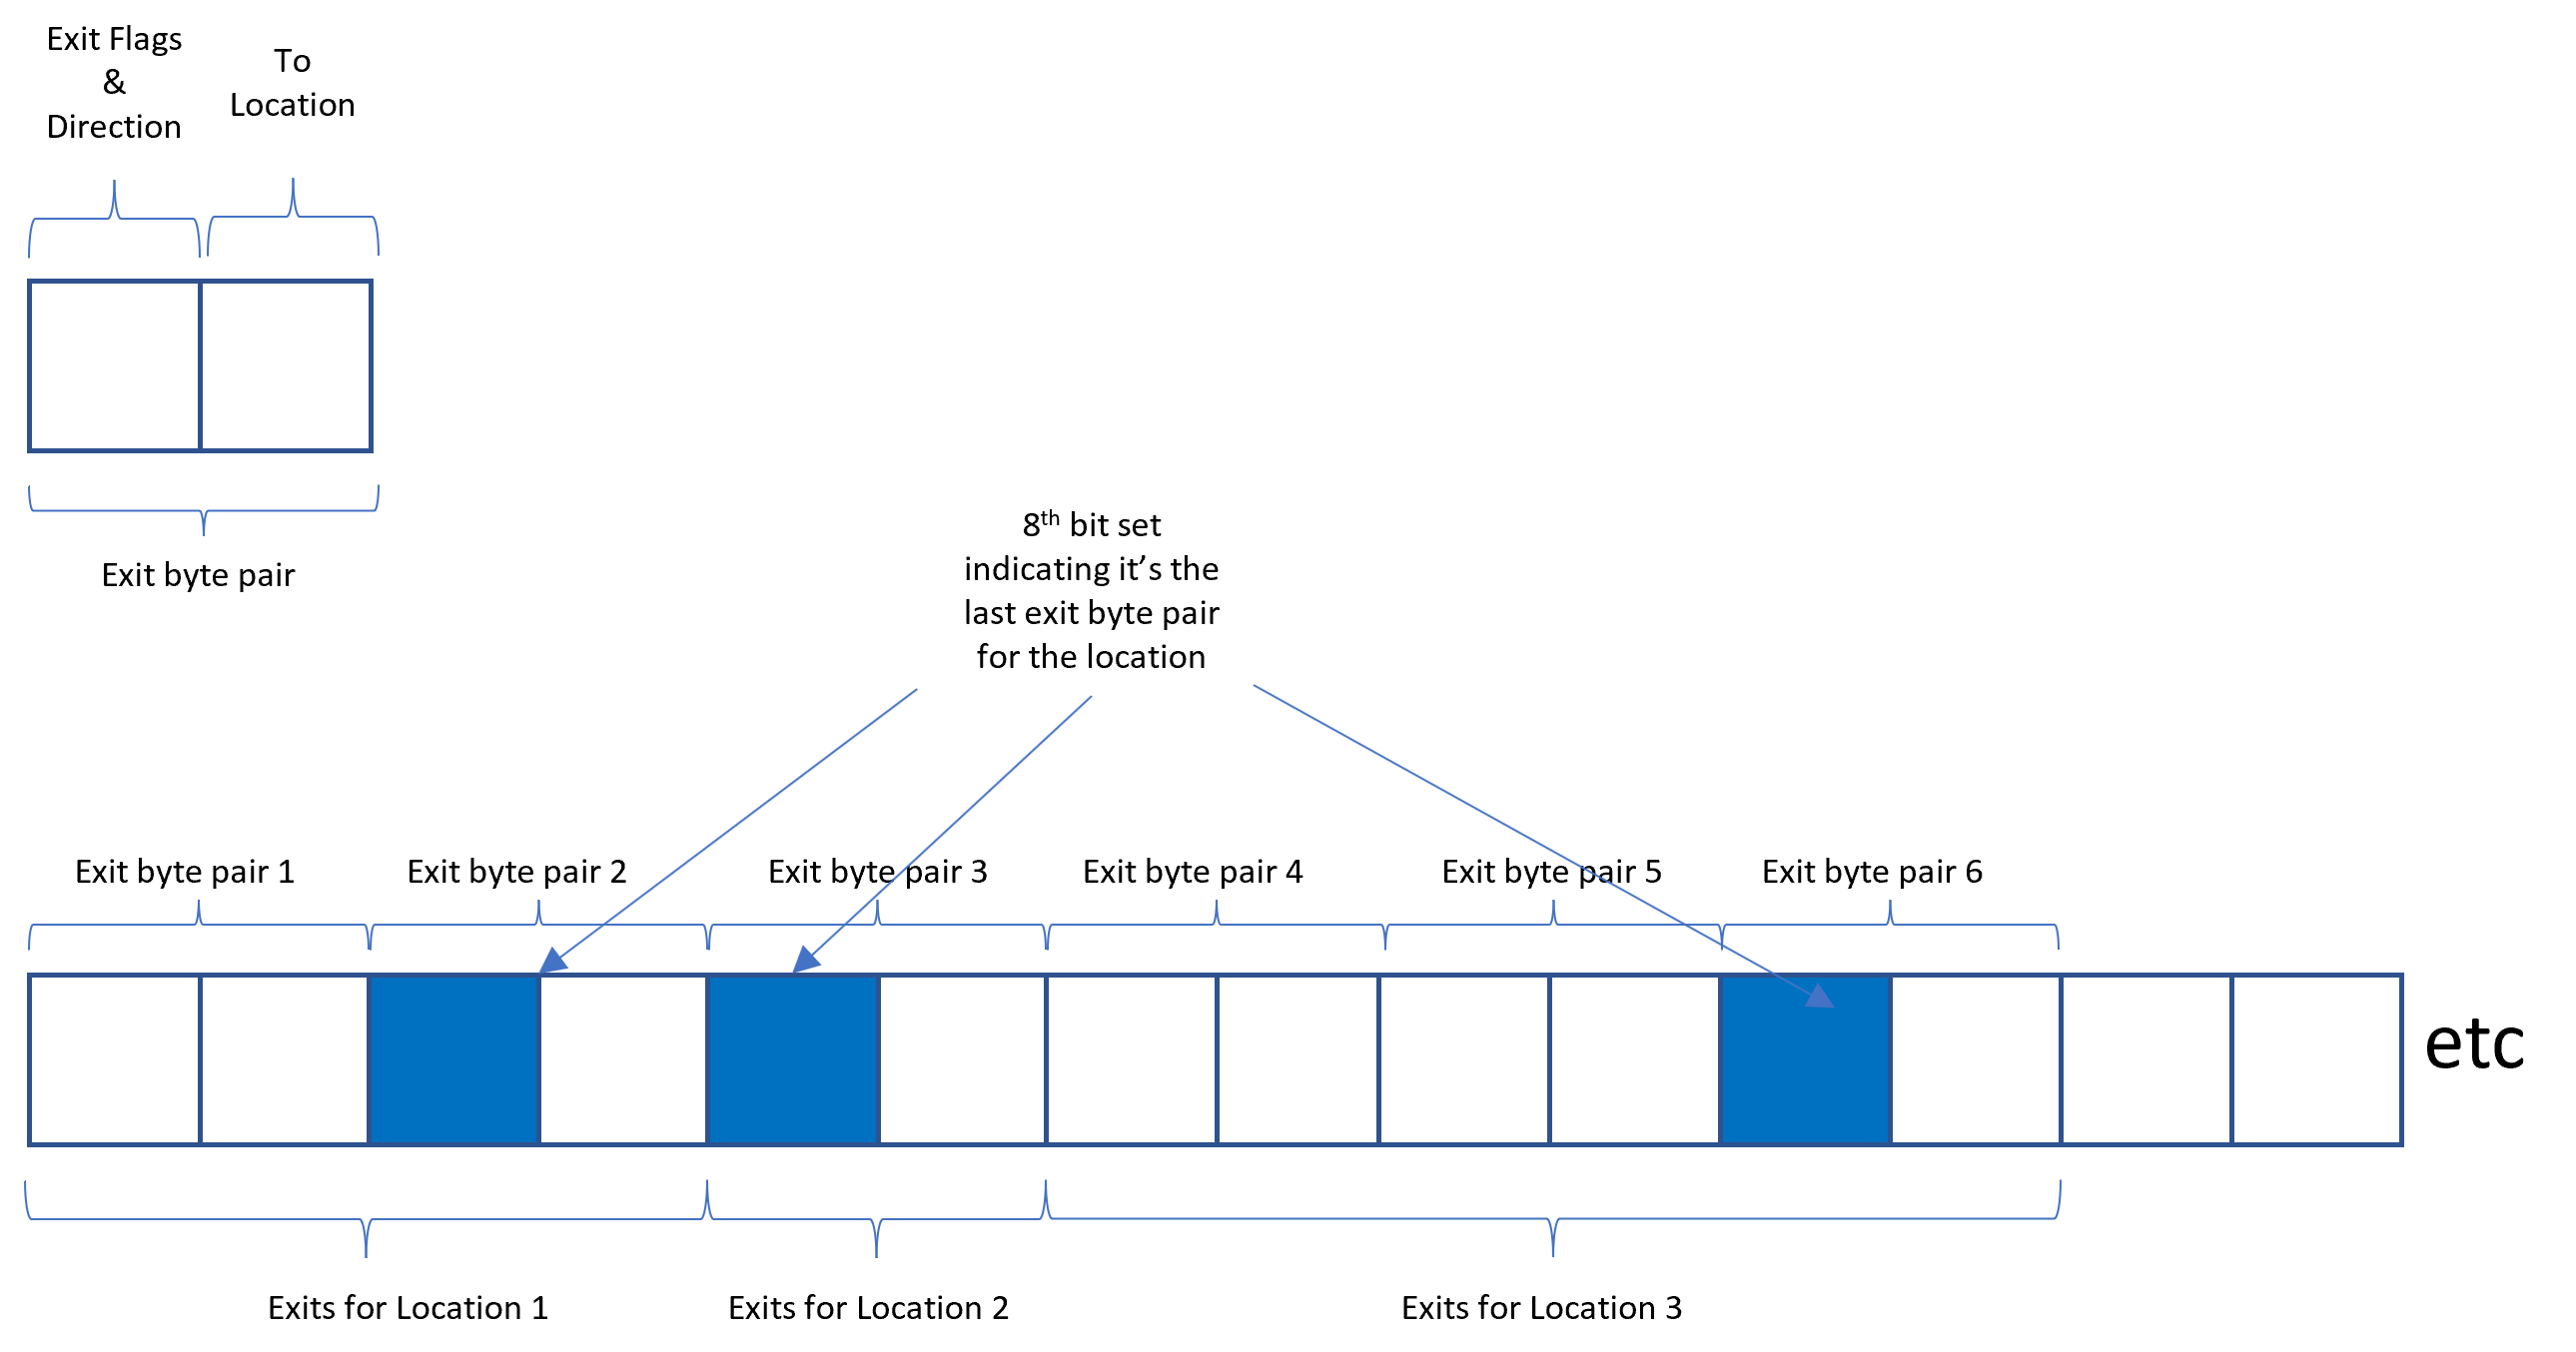 Exit Flags
&
Direction
To
Location
Exit byte pair
8th bit set
indicating it’s the
last exit byte pair
for the location
Exit byte pair 1
Exit byte pair 2
Exit byte pair 3
Exit byte pair 4
Exit byte pair 5
Exit byte pair 6
etc
Exits for Location 1
Exits for Location 2
Exits for Location 3